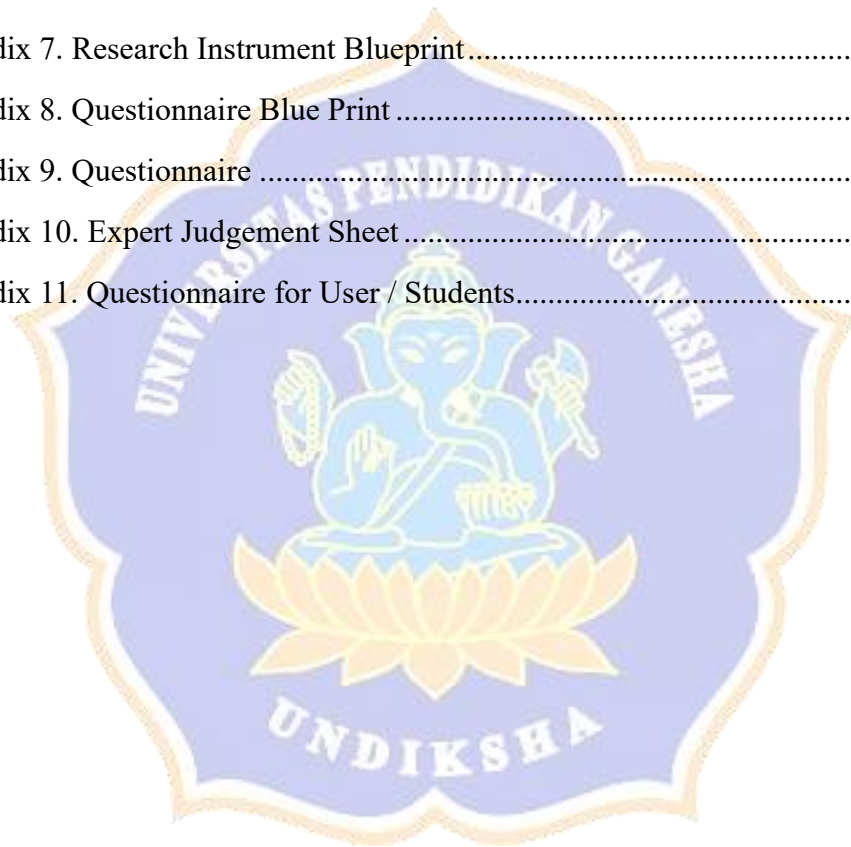 dix 7. Research Instrument Blueprint..................................................
dix 8. Questionnaire Blue Print ...........................................................
dix 9. Questionnaire .............................................................................
dix 10. Expert Judgement Sheet ..........................................................
dix 11. Questionnaire for User / Students...........................................
UNIVERSITAS PENDIDIKAN GANESHA
UNDIKSHA